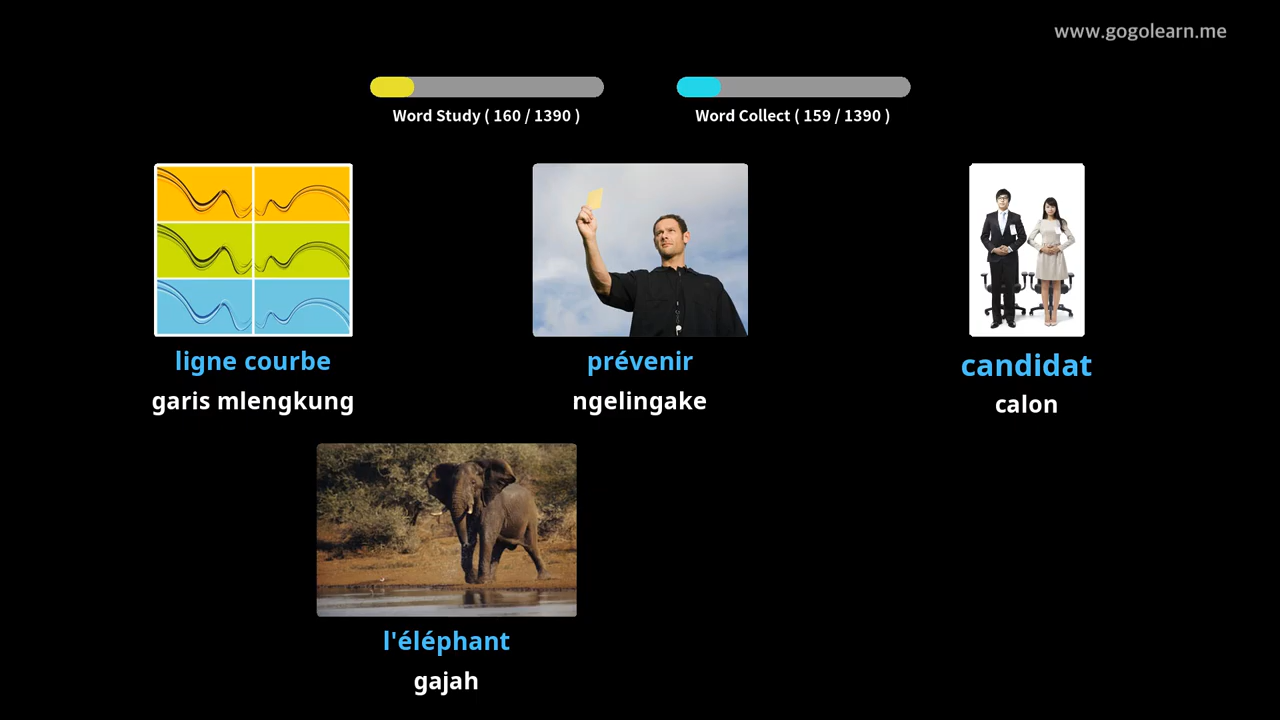 www.gogolearn.me
Word Study ( 160 / 1390 )
Word Collect ( 159 / 1390 )
ligne courbe
garis mlengkung
prévenir
ngelingake
candidat
calon
l'éléphant
gajah